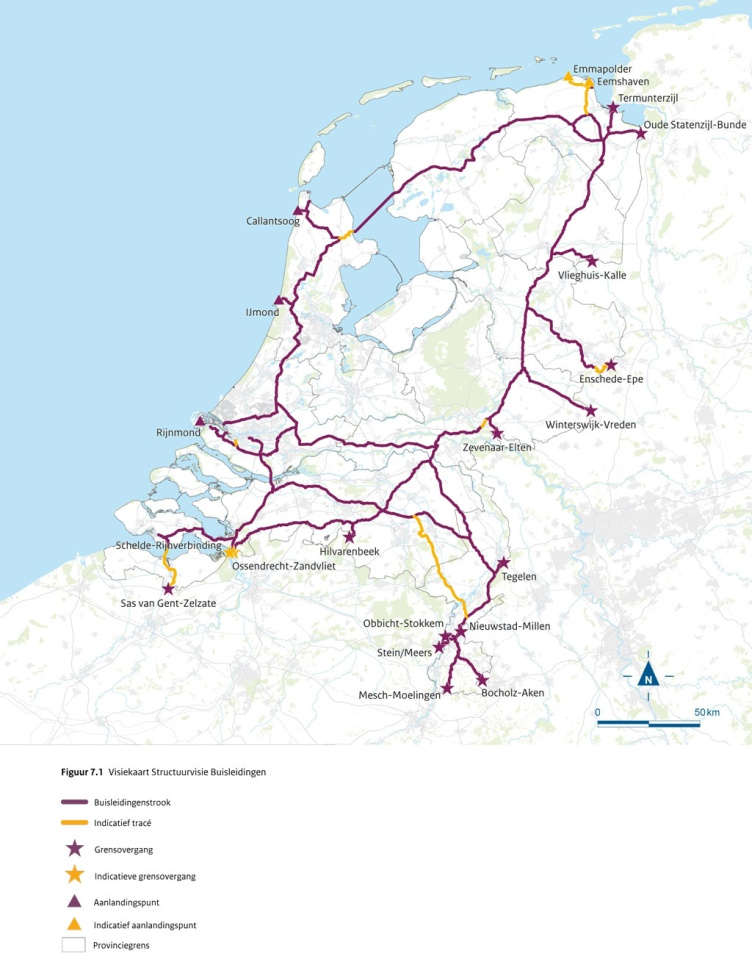 Emmapolder
Eemshaven
Termunterzijl
Oude Statenzijl-Bunde
Callantsoog
Vlieghuis-Kalle
IJmond
Enschede-Epe
Winterswijk-Vreden
Rijnmond
Zevenaar-Elten
Schelde-Rijnverbinding
Hilvarenbeek
Ossendrecht-Zandvliet
Tegelen
Sas van Gent-Zelzate
Obbicht-Stokkem
Nieuwstad-Millen
Stein/Meers
Mesch-Moelingen
Bocholz-Aken
N
0 50 km
Figuur 7.1 Visiekaart Structuurvisie Buisleidingen
Buisleidingenstrook
Indicatief tracé
Grensovergang
Indicatieve grensovergang
Aanlandingspunt
Indicatief aanlandingspunt
Provinciegrens